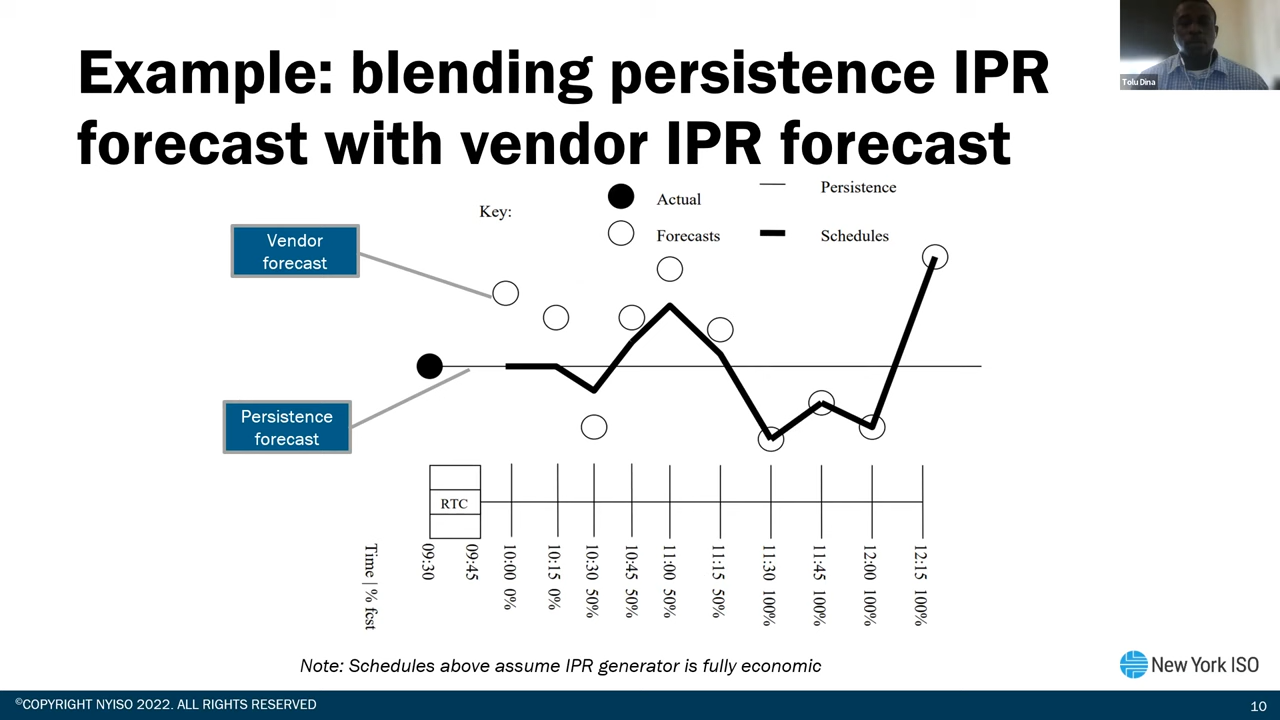 Example: blending persistence IPR
forecast with vendor IPR forecast
Tolu Dina
Key:
Actual
Persistence
Forecasts
Schedules
Vendor
forecast
Persistence
forecast
RTC
Time | % fcst
09:30
09:45
10:00 0%
10:15 0%
10:30 50%
10:45 50%
11:00 50%
11:15 50%
11:30 100%
11:45 100%
12:00 100%
12:15 100%
Note: Schedules above assume IPR generator is fully economic
New York ISO
©COPYRIGHT NYISO 2022. ALL RIGHTS RESERVED
10